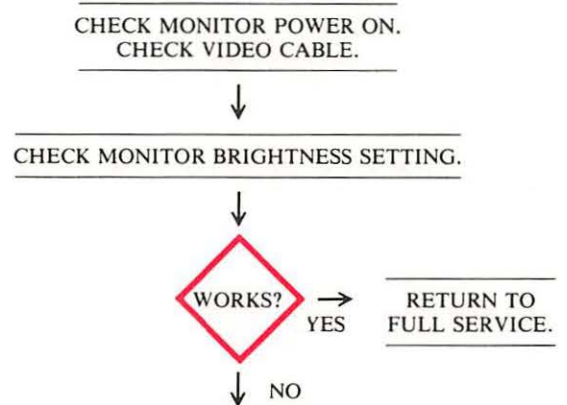 CHECK MONITOR POWER ON.
CHECK VIDEO CABLE.
CHECK MONITOR BRIGHTNESS SETTING.
WORKS?
YES
RETURN TO
FULL SERVICE.
NO